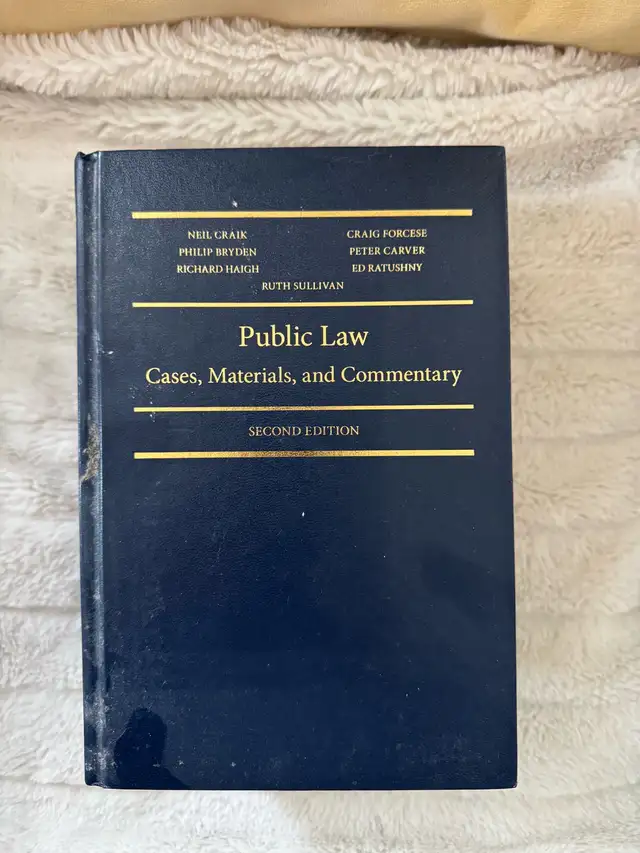 NEIL CRAIK CRAIG FORCESE
PHILIP BRYDEN PETER CARVER
RICHARD HAIGH ED RATUSHNY
RUTH SULLIVAN
Public Law
Cases, Materials, and Commentary
SECOND EDITION